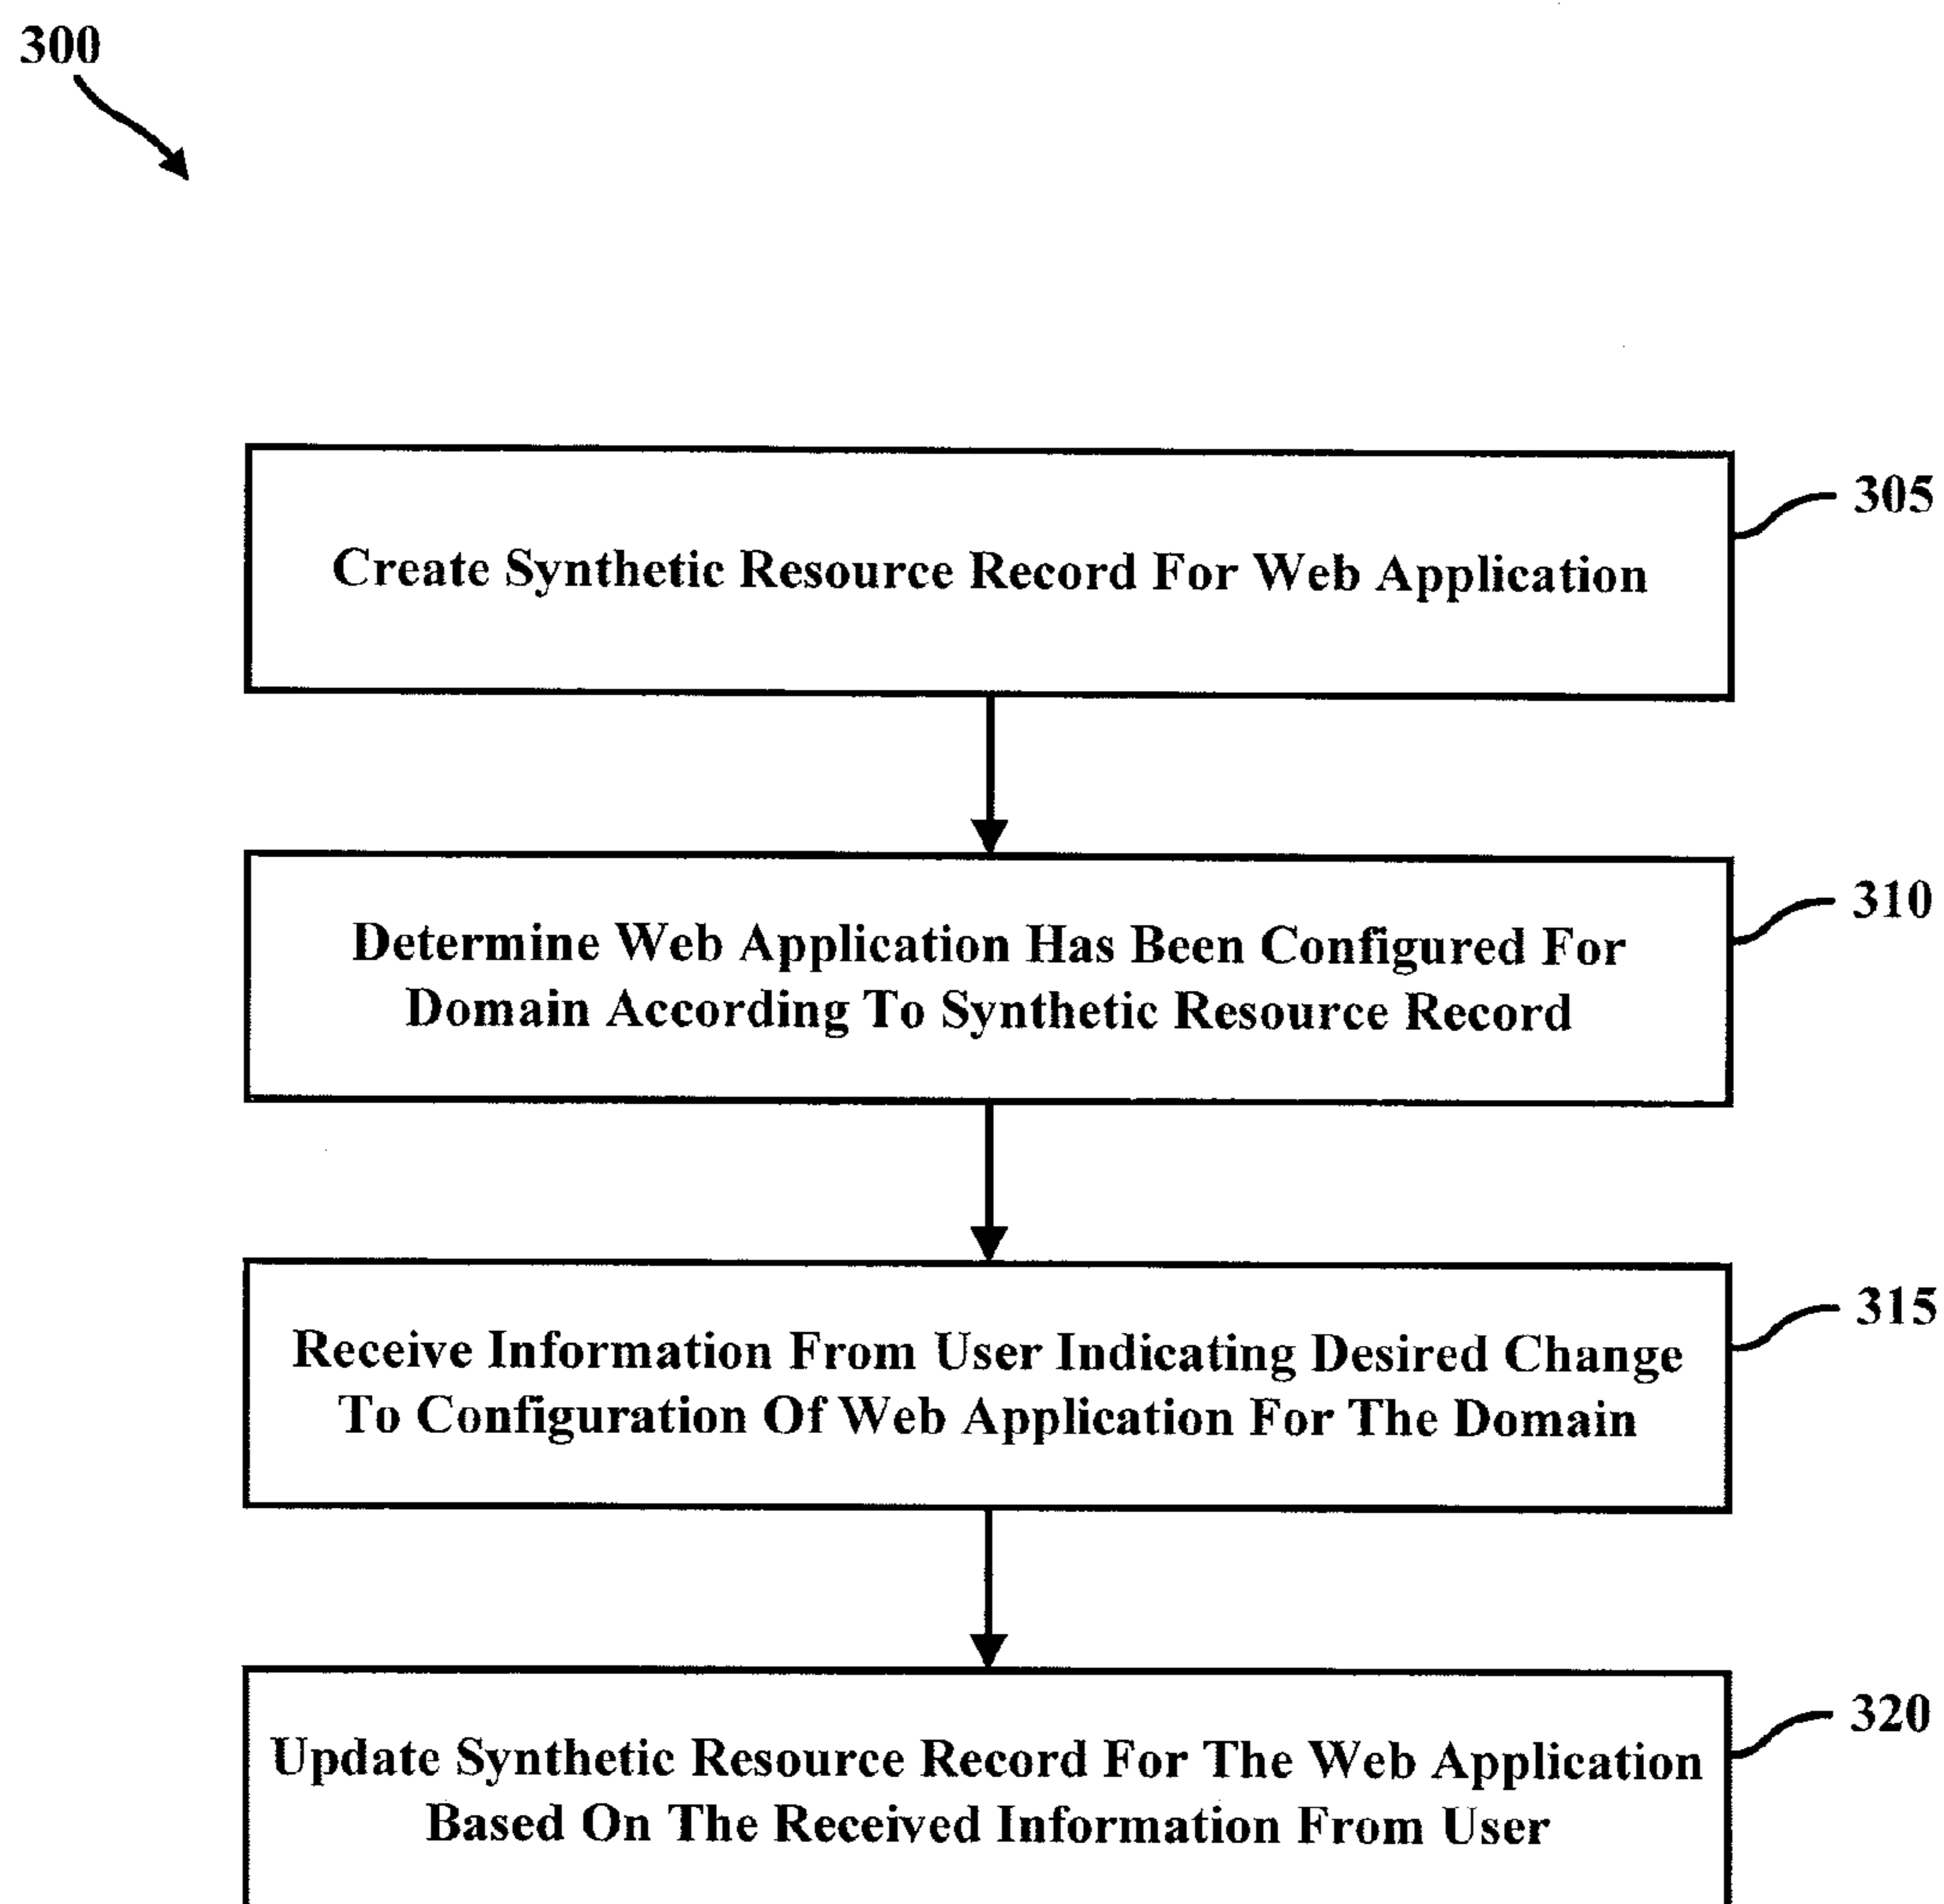 300
Create Synthetic Resource Record For Web Application
305
Determine Web Application Has Been Configured For
Domain According To Synthetic Resource Record
310
Receive Information From User Indicating Desired Change
To Configuration Of Web Application For The Domain
315
Update Synthetic Resource Record For The Web Application
Based On The Received Information From User
320